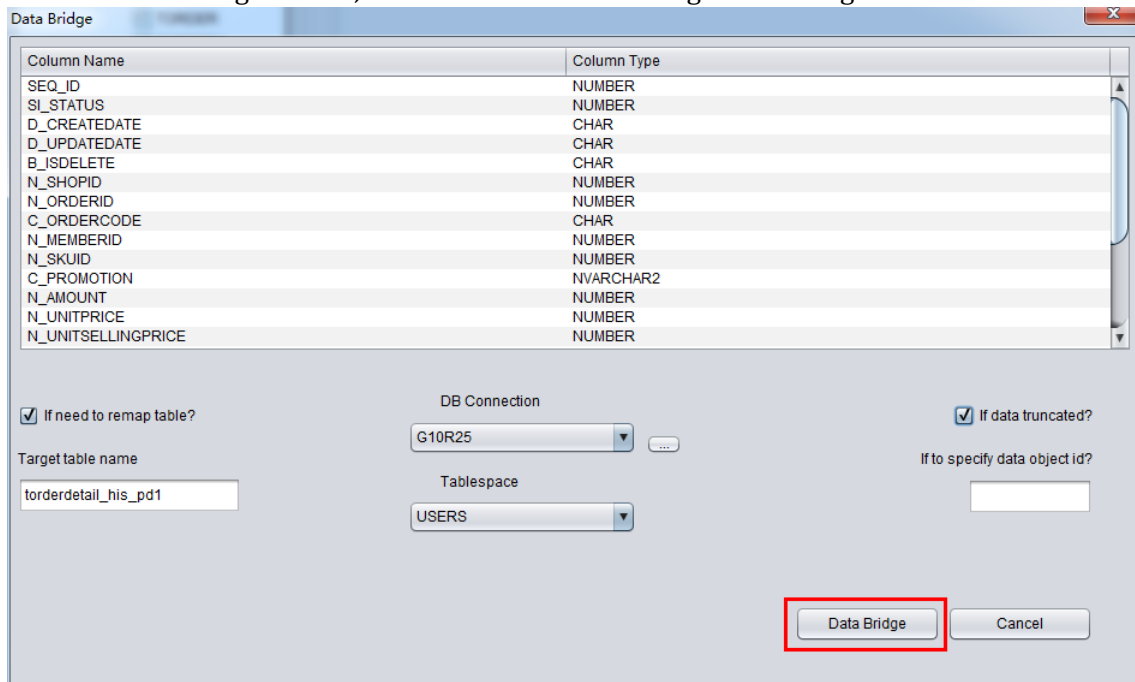 Data Bridge
Column Name Column Type
SEQ_ID NUMBER
SI_STATUS NUMBER
D_CREATEDATE CHAR
D_UPDATEDATE CHAR
B_ISDELETE CHAR
N_SHOPID NUMBER
N_ORDERID NUMBER
C_ORDERCODE CHAR
N_MEMBERID NUMBER
N_SKUID NUMBER
C_PROMOTION NVARCHAR2
N_AMOUNT NUMBER
N_UNITPRICE NUMBER
N_UNITSELLINGPRICE NUMBER
If need to remap table? DB Connection If data truncated?
G10R25 ...
Target table name If to specify data object id?
Tablespace
torderdetail_his_pd1
USERS
Data Bridge Cancel